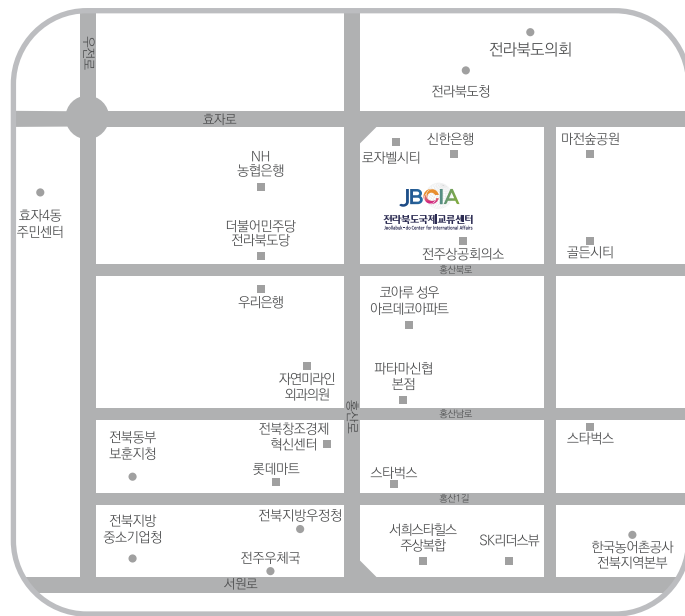 우전로
전라북도의회
전라북도청
효자로
로자벨시티
신한은행
마전숲공원
NH
농협은행
효자4동
주민센터
JBCIA
전라북도국제교류센터
Jeollabuk-do Center for International Affairs
더불어민주당
전라북도당
전주상공회의소
골든시티
홍산북로
우리은행
코아루 성우
아르데코아파트
자연미라인
외과의원
파타마신협
본점
홍산로
홍산남로
전북동부
보훈지청
전북창조경제
혁신센터
스타벅스
롯데마트
스타벅스
홍산1길
전북지방
중소기업청
전북지방우정청
서희스타힐스
주상복합
SK리더스뷰
한국농어촌공사
전북지역본부
전주우체국
서원로